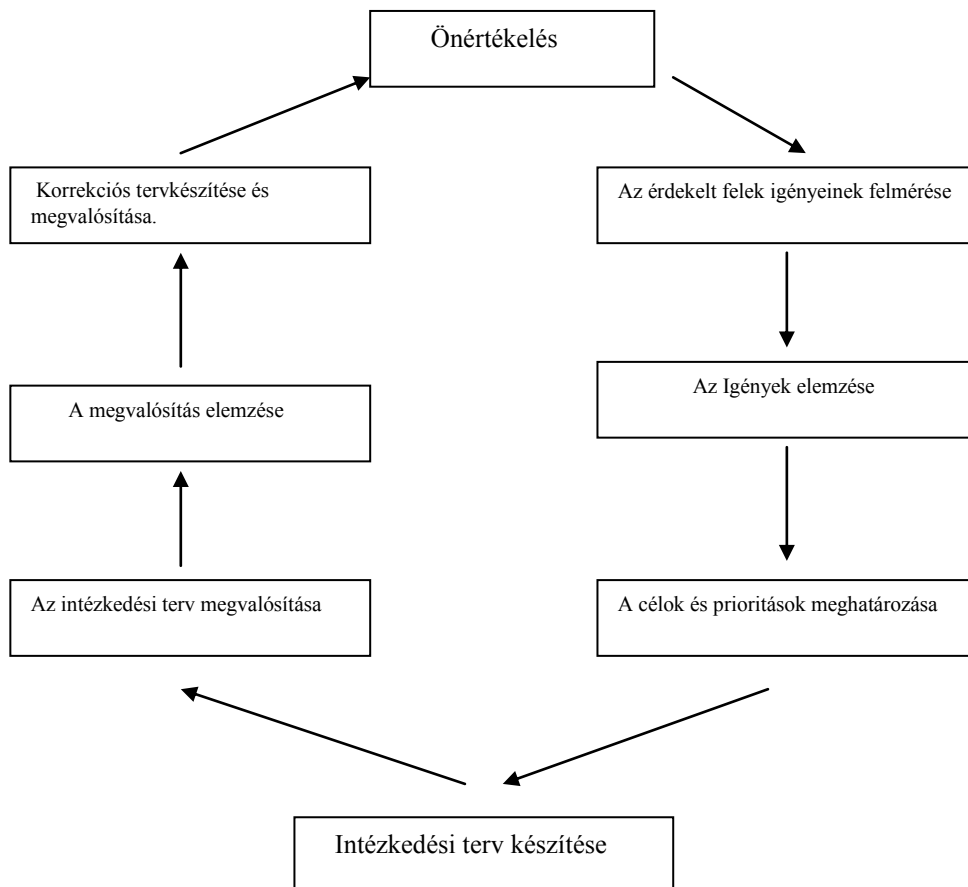 Önértékelés
Korrekciós tervkészítése és
megvalósítása.
Az érdekelt felek igényeinek felmérése
A megvalósítás elemzése
Az Igények elemzése
Az intézkedési terv megvalósítása
A célok és prioritások meghatározása
Intézkedési terv készítése